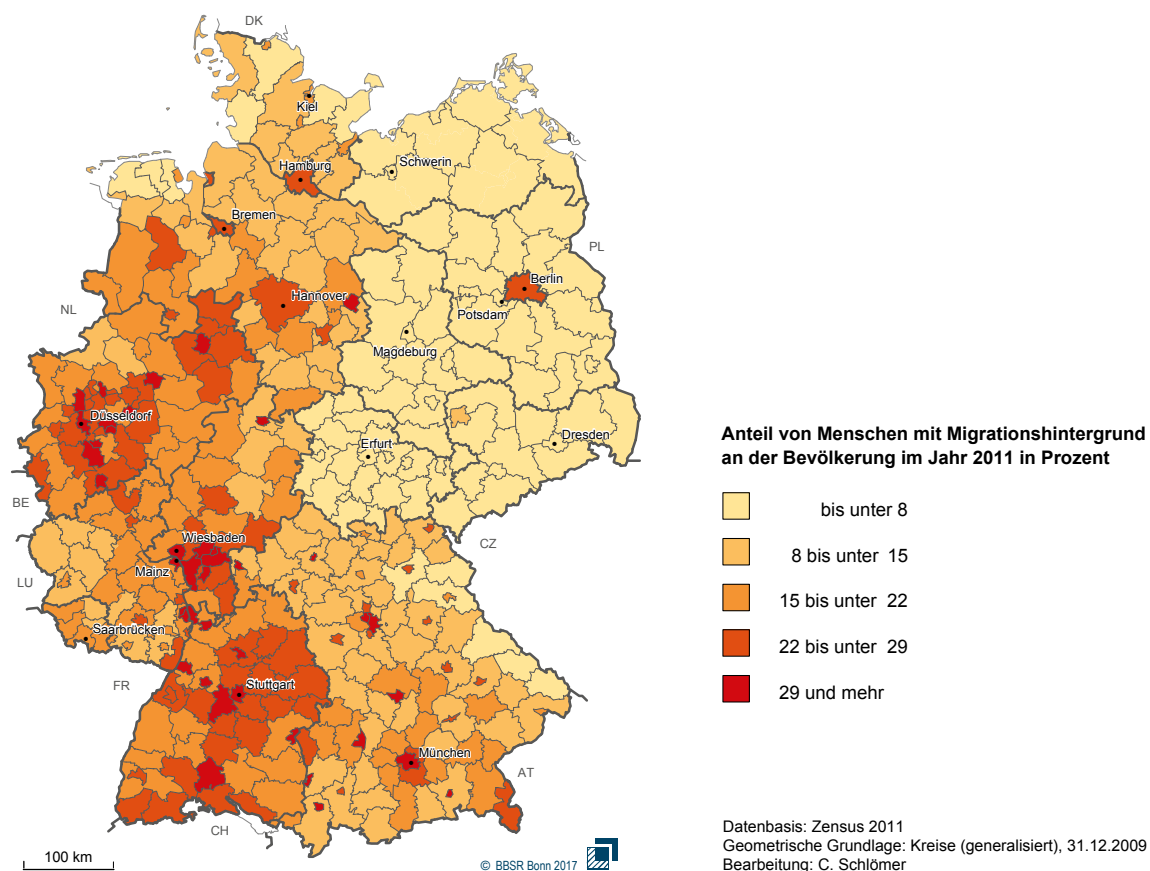 DK
Kiel
Schwerin
Hamburg
Bremen
PL
Berlin
Hannover
NL
Potsdam
Magdeburg
Düsseldorf
Dresden
Erfurt
BE
Wiesbaden
CZ
Mainz
LU
Saarbrücken
FR
Stuttgart
München
AT
CH
100 km
© BBSR Bonn 2017
Anteil von Menschen mit Migrationshintergrund
an der Bevölkerung im Jahr 2011 in Prozent
bis unter 8
8 bis unter 15
15 bis unter 22
22 bis unter 29
29 und mehr
Datenbasis: Zensus 2011
Geometrische Grundlage: Kreise (generalisiert), 31.12.2009
Bearbeitung: C. Schlömer